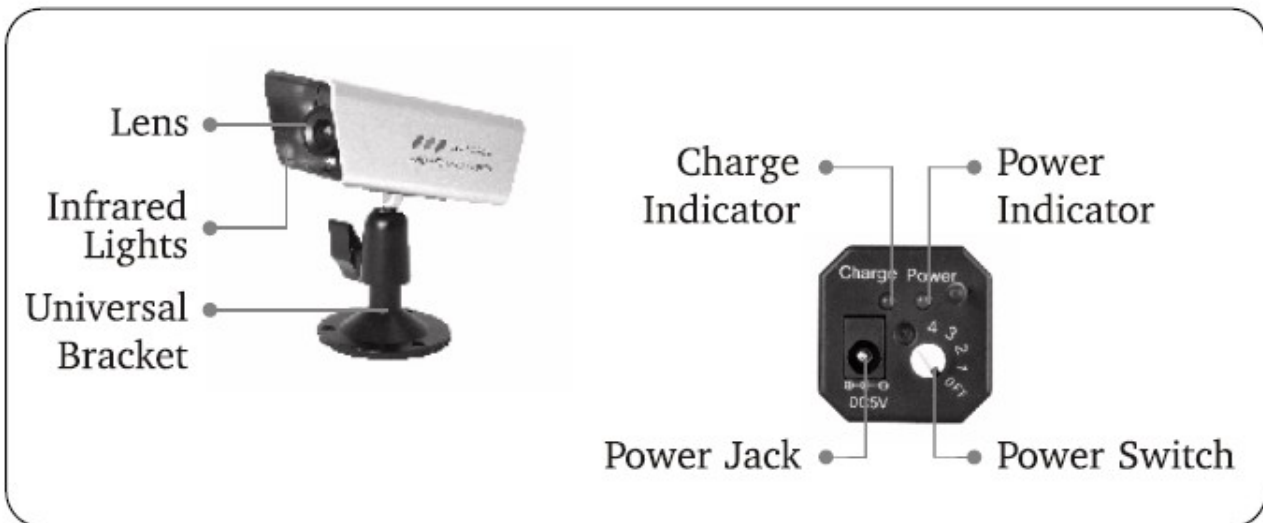 Lens
Infrared
Lights
Universal
Bracket
Charge
Indicator
Power
Indicator
Charge Power
4
3
2
1
OFF
DC5V
Power Jack
Power Switch